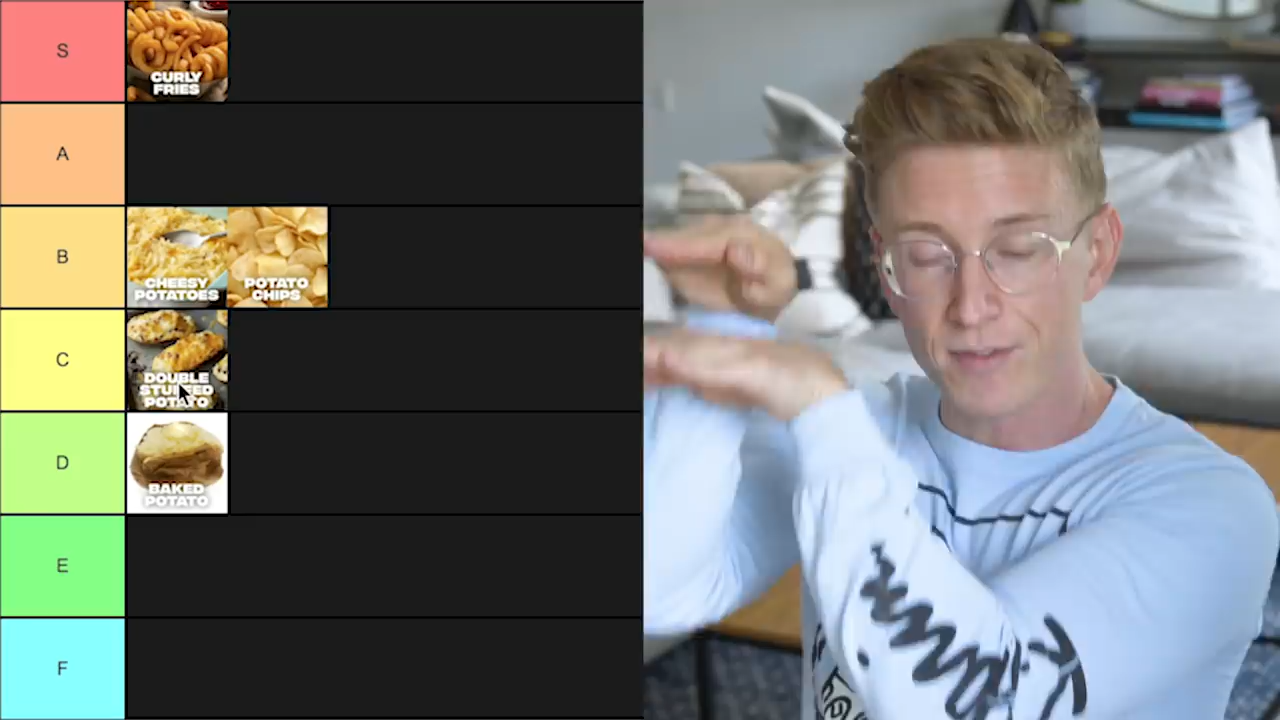 S
CURLY
FRIES
A
B
CHEESY
POTATOES
POTATO
CHIPS
C
DOUBLE
STUFFED
POTATO
D
BAKED
POTATO
E
F